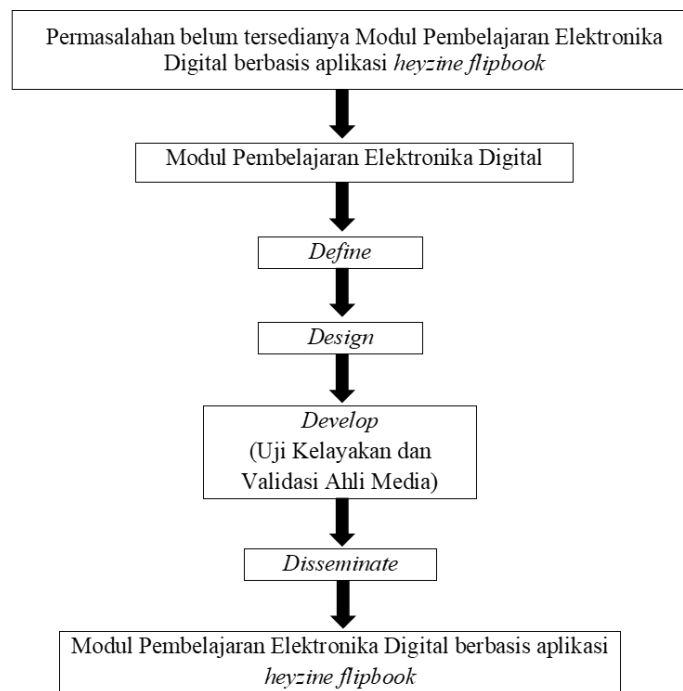 Permasalahan belum tersedianya Modul Pembelajaran Elektronika
Digital berbasis aplikasi heyzine flipbook
Modul Pembelajaran Elektronika Digital
Define
Design
Develop
(Uji Kelayakan dan
Validasi Ahli Media)
Disseminate
Modul Pembelajaran Elektronika Digital berbasis aplikasi
heyzine flipbook